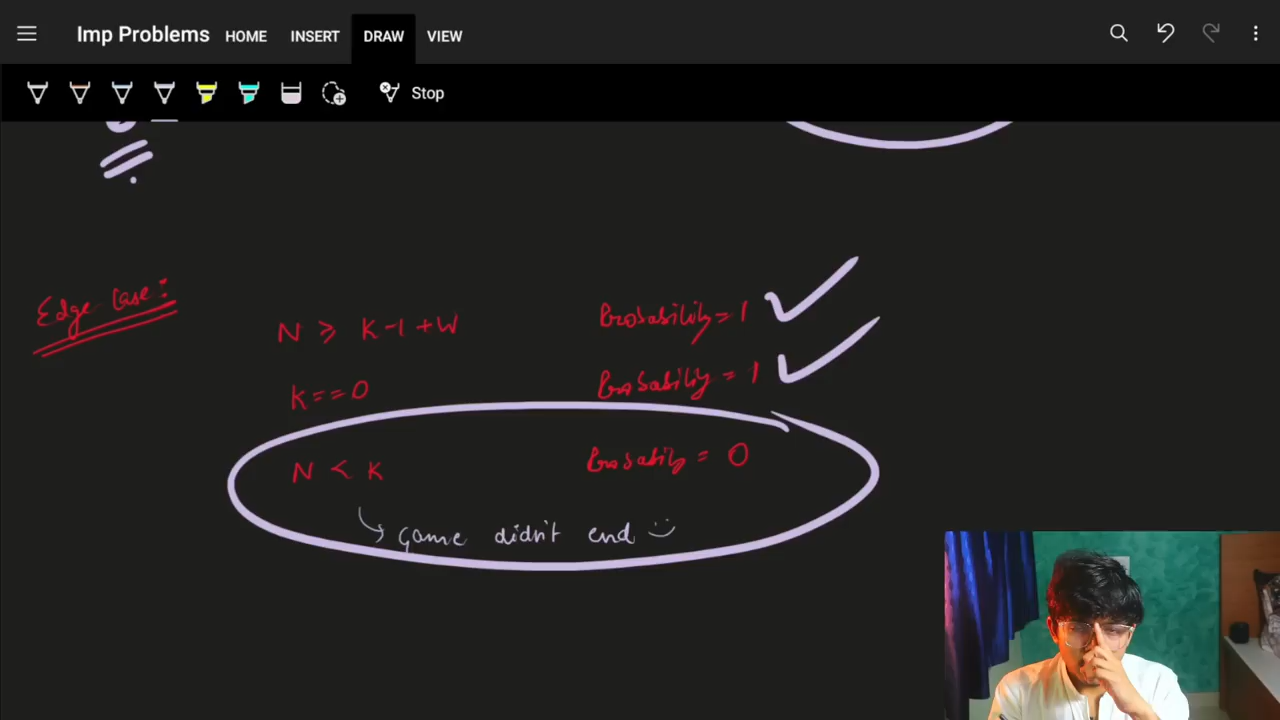 Imp Problems HOME INSERT DRAW VIEW
Stop
Edge Case:
N ≥ K-1+W Probability = 1
K==0 Probability = 1
N < K Probability = 0
↳ game didn't end :)